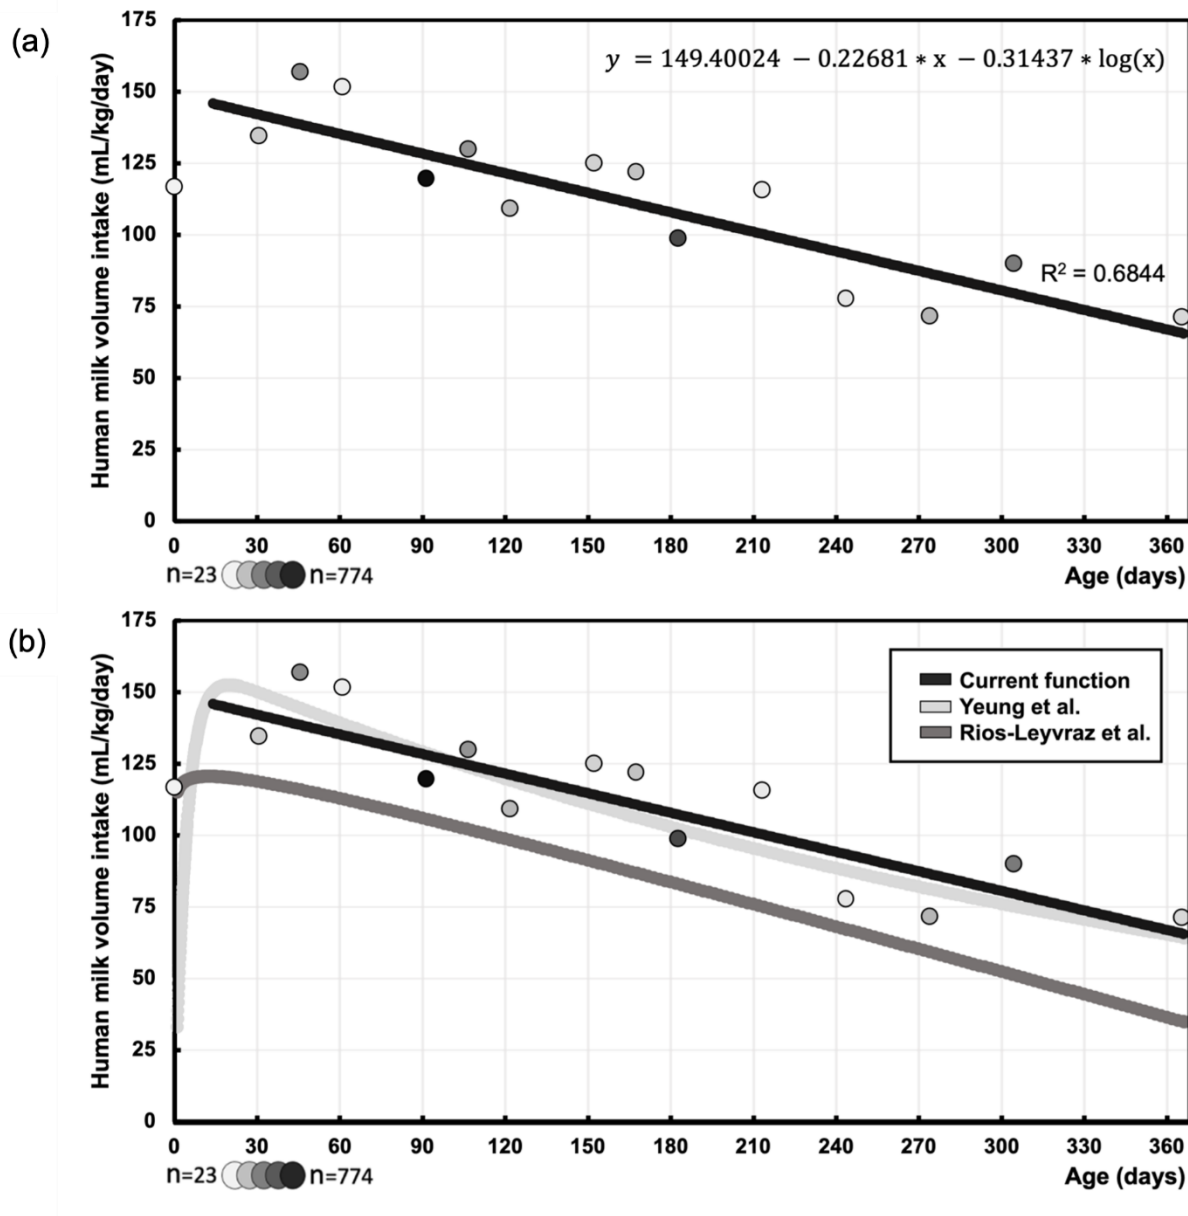 (a)
Human milk volume intake (mL/kg/day)
175
150
125
100
75
50
25
0
y = 149.40024 − 0.22681 ∗ x − 0.31437 ∗ log(x)
R² = 0.6844
0 30 60 90 120 150 180 210 240 270 300 330 360
n=23 n=774
Age (days)
(b)
Human milk volume intake (mL/kg/day)
175
150
125
100
75
50
25
0
Current function
Yeung et al.
Rios-Leyvraz et al.
0 30 60 90 120 150 180 210 240 270 300 330 360
n=23 n=774
Age (days)